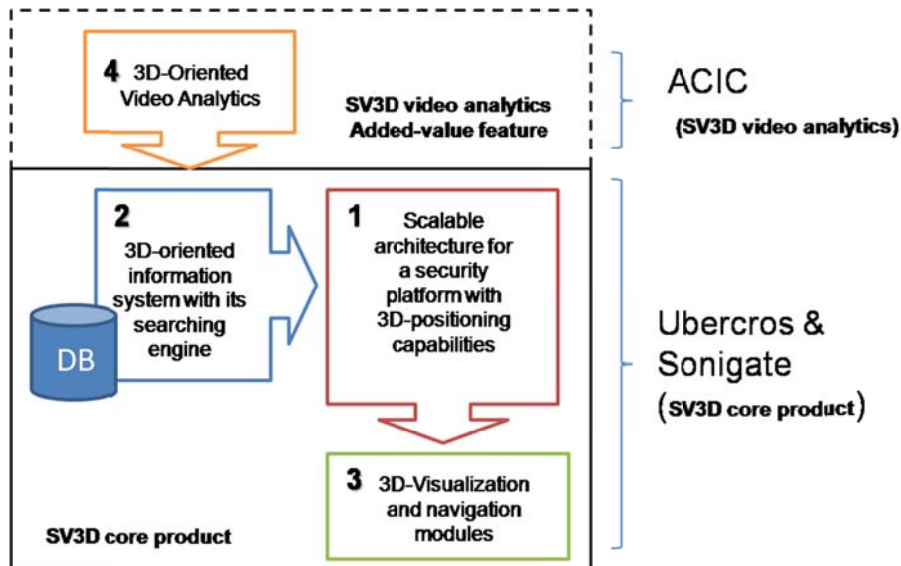 4 3D-Oriented
Video Analytics
SV3D video analytics
Added-value feature
ACIC
(SV3D video analytics)
2
3D-oriented
information
system with its
searching
engine
DB
1
Scalable
architecture for
a security
platform with
3D-positioning
capabilities
Ubercros &
Sonigate
(SV3D core product)
3 3D-Visualization
and navigation
modules
SV3D core product